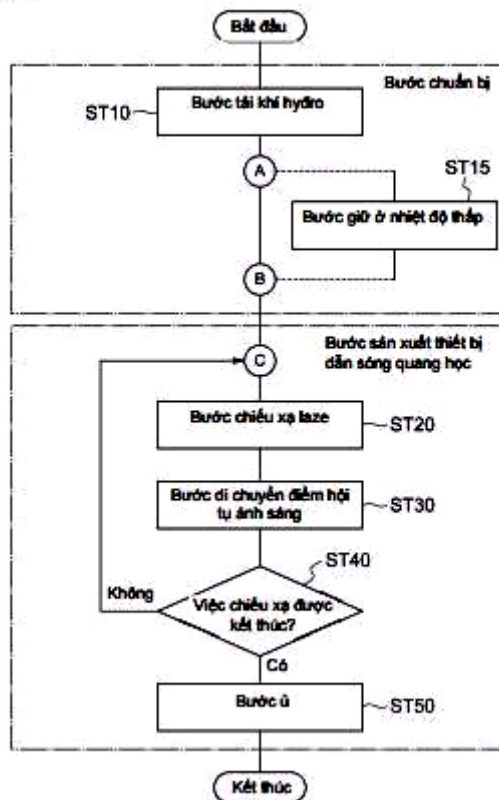 Bắt đầu
Bước chuẩn bị
Bước tải khí hyđro
ST10
A
ST15
Bước giữ ở nhiệt độ thấp
B
Bước sản xuất thiết bị
dẫn sóng quang học
C
Bước chiếu xạ laze
ST20
Bước di chuyển điểm hội
tụ ánh sáng
ST30
ST40
Không
Việc chiếu xạ được
kết thúc?
Có
Bước ủ
ST50
Kết thúc